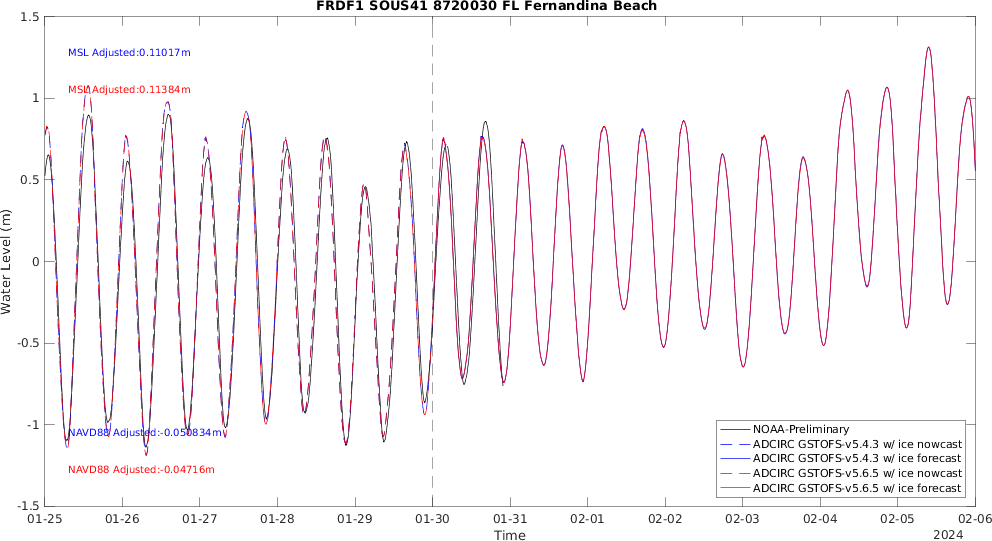 FRDF1 SOUS41 8720030 FL Fernandina Beach
1.5
1
0.5
0
-0.5
-1
-1.5
Water Level (m)
MSL Adjusted:0.11017m
MSL Adjusted:0.11384m
NAVD88 Adjusted:-0.050834m
NAVD88 Adjusted:-0.04716m
NOAA-Preliminary
ADCIRC GSTOFS-v5.4.3 w/ ice nowcast
ADCIRC GSTOFS-v5.4.3 w/ ice forecast
ADCIRC GSTOFS-v5.6.5 w/ ice nowcast
ADCIRC GSTOFS-v5.6.5 w/ ice forecast
01-25 01-26 01-27 01-28 01-29 01-30 01-31 02-01 02-02 02-03 02-04 02-05 02-06
Time
2024